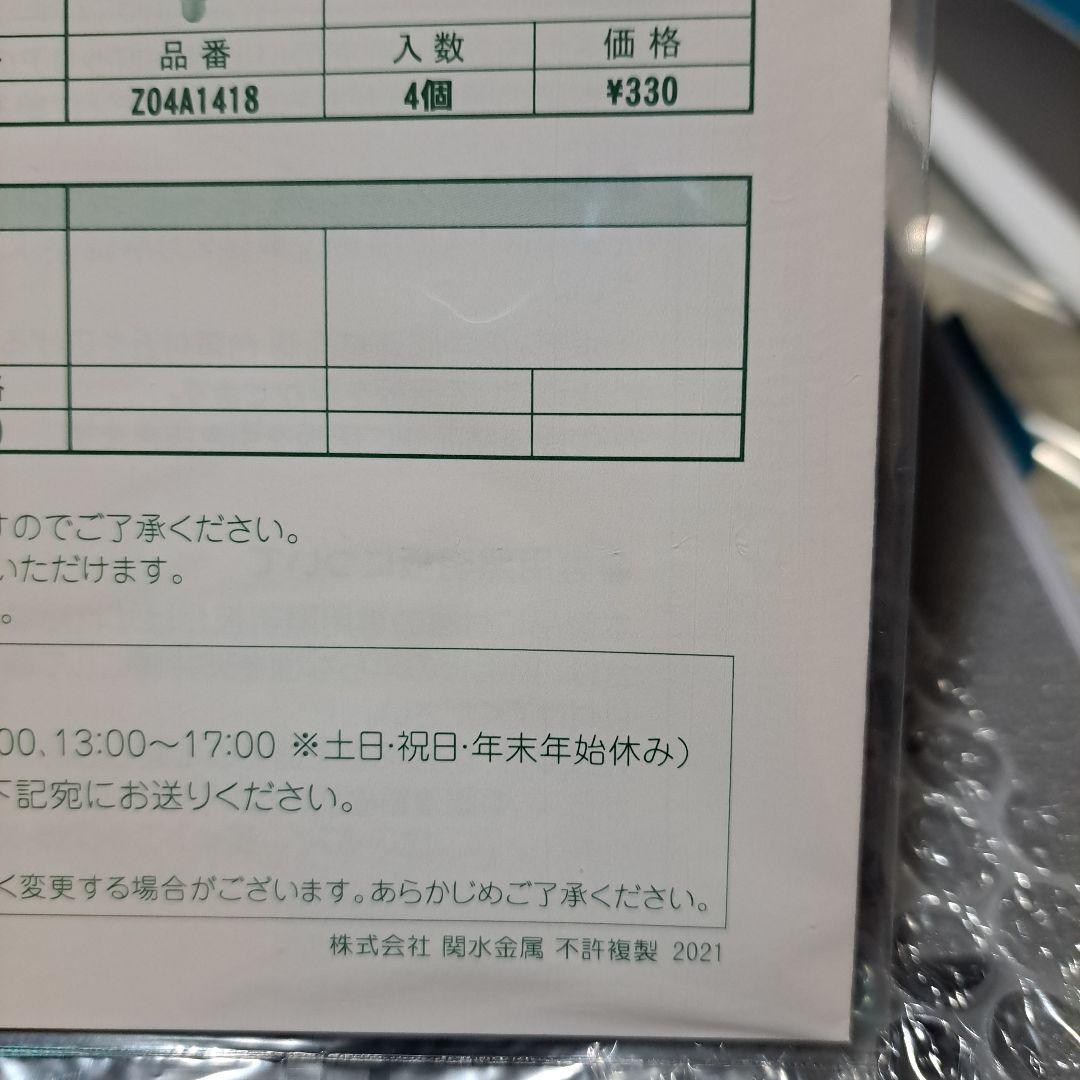 品番 入数 価格
Z04A1418 4個 ¥330
格
)
すのでご了承ください。
いただけます。
。
00、13:00～17:00 ※土日・祝日・年末年始休み）
下記宛にお送りください。
く変更する場合がございます。あらかじめご了承ください。
株式会社 関水金属 不許複製 2021